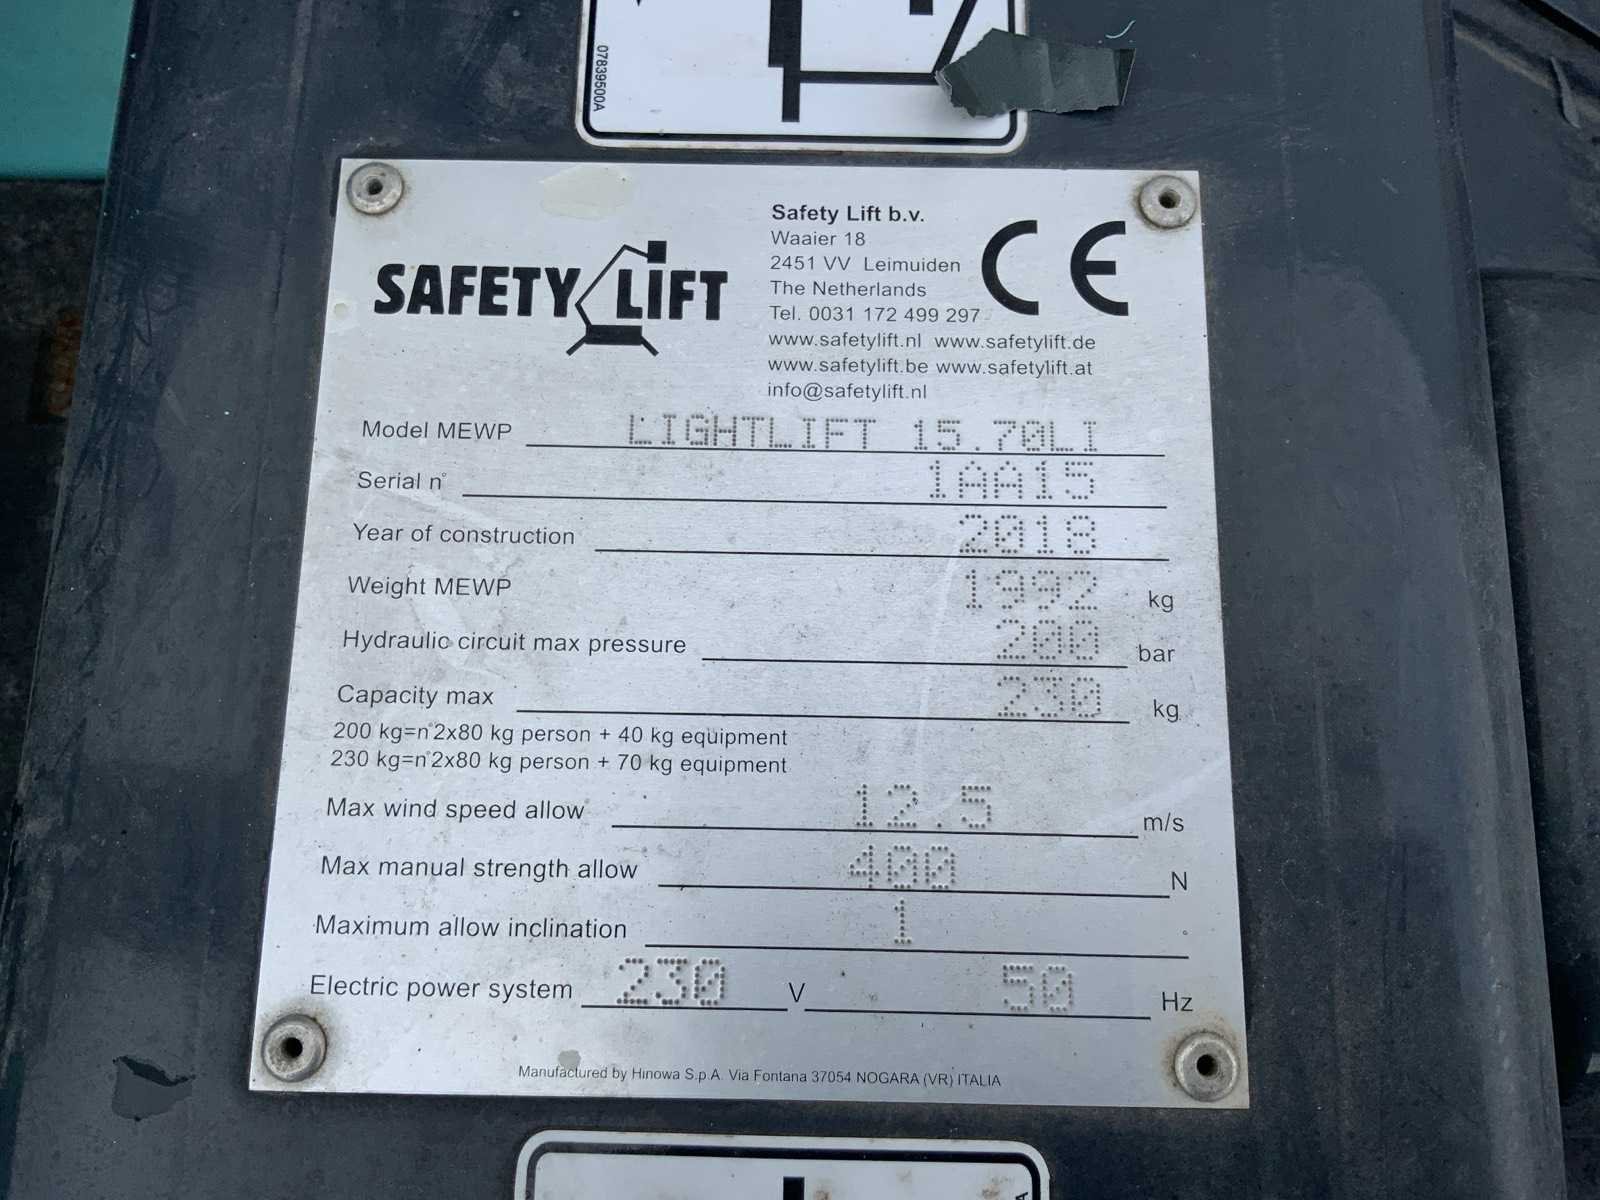 07839500A
SAFETY LIFT
Safety Lift b.v.
Waaier 18
2451 VV Leimuiden
The Netherlands
Tel. 0031 172 499 297
www.safetylift.nl www.safetylift.de
www.safetylift.be www.safetylift.at
info@safetylift.nl
CE
Model MEWP LIGHTLIFT 15.70LI
Serial n° 1AA15
Year of construction 2018
Weight MEWP 1992 kg
Hydraulic circuit max pressure 200 bar
Capacity max 230 kg
200 kg=n°2x80 kg person + 40 kg equipment
230 kg=n°2x80 kg person + 70 kg equipment
Max wind speed allow 12.5 m/s
Max manual strength allow 400 N
Maximum allow inclination 1 °
Electric power system 230 V 50 Hz
Manufactured by Hinowa S.p.A. Via Fontana 37054 NOGARA (VR) ITALIA
A